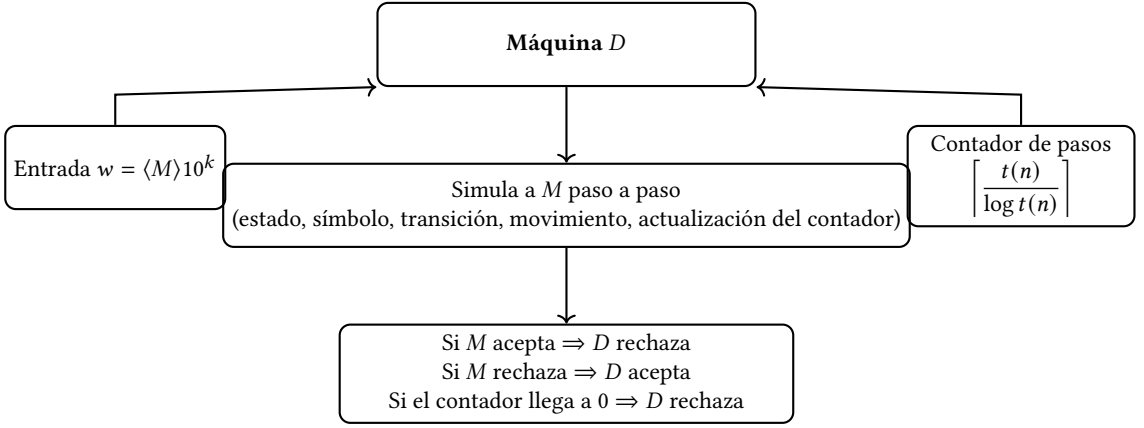 Máquina D
Entrada w = ⟨M⟩10^k
Contador de pasos
⌈t(n) / log t(n)⌉
Simula a M paso a paso
(estado, símbolo, transición, movimiento, actualización del contador)
Si M acepta ⇒ D rechaza
Si M rechaza ⇒ D acepta
Si el contador llega a 0 ⇒ D rechaza